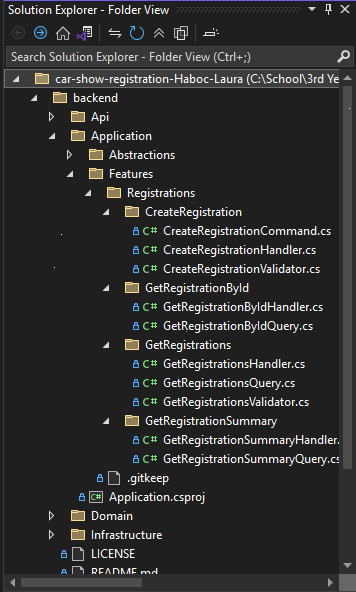 Solution Explorer - Folder View
Search Solution Explorer - Folder View (Ctrl+;)
car-show-registration-Haboc-Laura (C:\School\3rd Ye
backend
Api
Application
Abstractions
Features
Registrations
CreateRegistration
C# CreateRegistrationCommand.cs
C# CreateRegistrationHandler.cs
C# CreateRegistrationValidator.cs
GetRegistrationById
C# GetRegistrationByIdHandler.cs
C# GetRegistrationByIdQuery.cs
GetRegistrations
C# GetRegistrationsHandler.cs
C# GetRegistrationsQuery.cs
C# GetRegistrationsValidator.cs
GetRegistrationSummary
C# GetRegistrationSummaryHandler.
C# GetRegistrationSummaryQuery.cs
.gitkeep
C# Application.csproj
Domain
Infrastructure
LICENSE
README.md